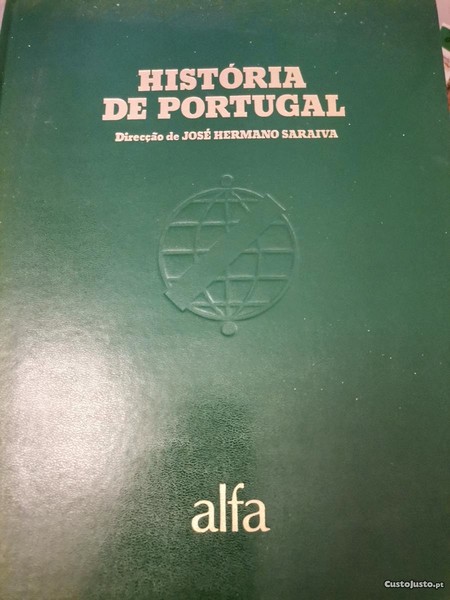 HISTÓRIA
DE PORTUGAL
Direcção de JOSÉ HERMANO SARAIVA
alfa
CustoJusto.pt